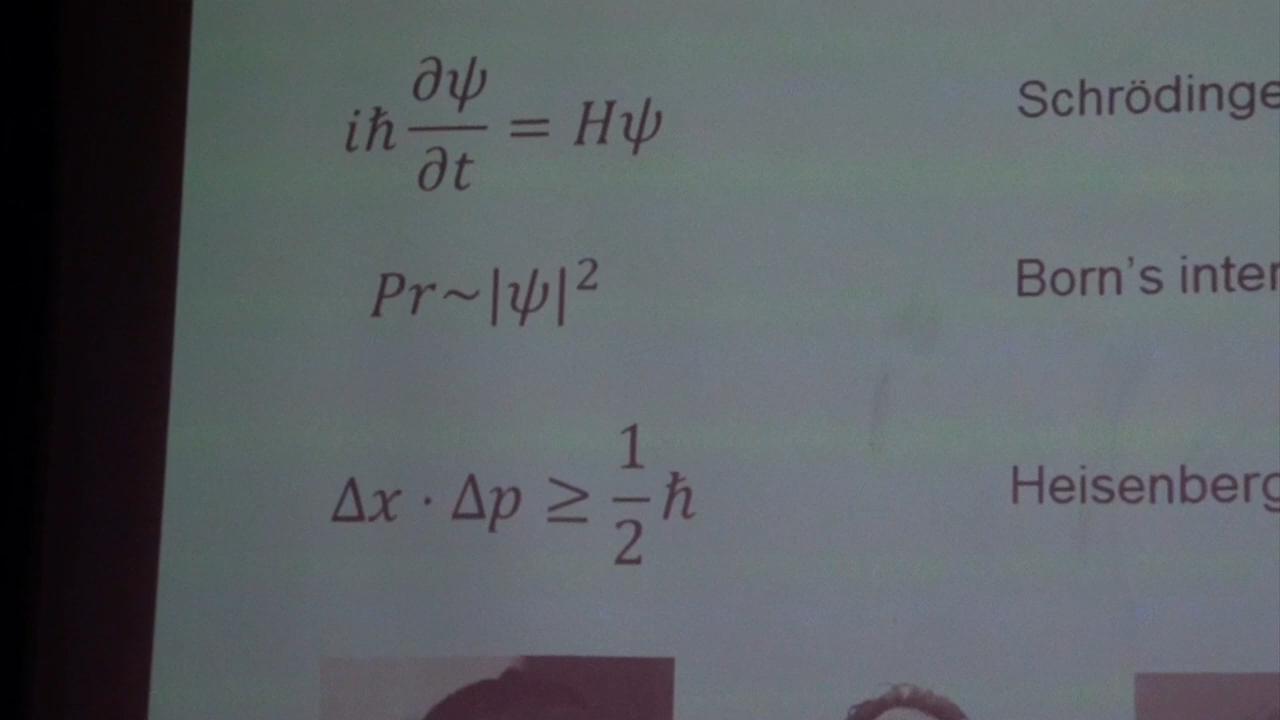 iħ ∂ψ/∂t = Hψ
Schrödinge
Pr~|ψ|²
Born's inter
Δx · Δp ≥ 1/2 ħ
Heisenberg